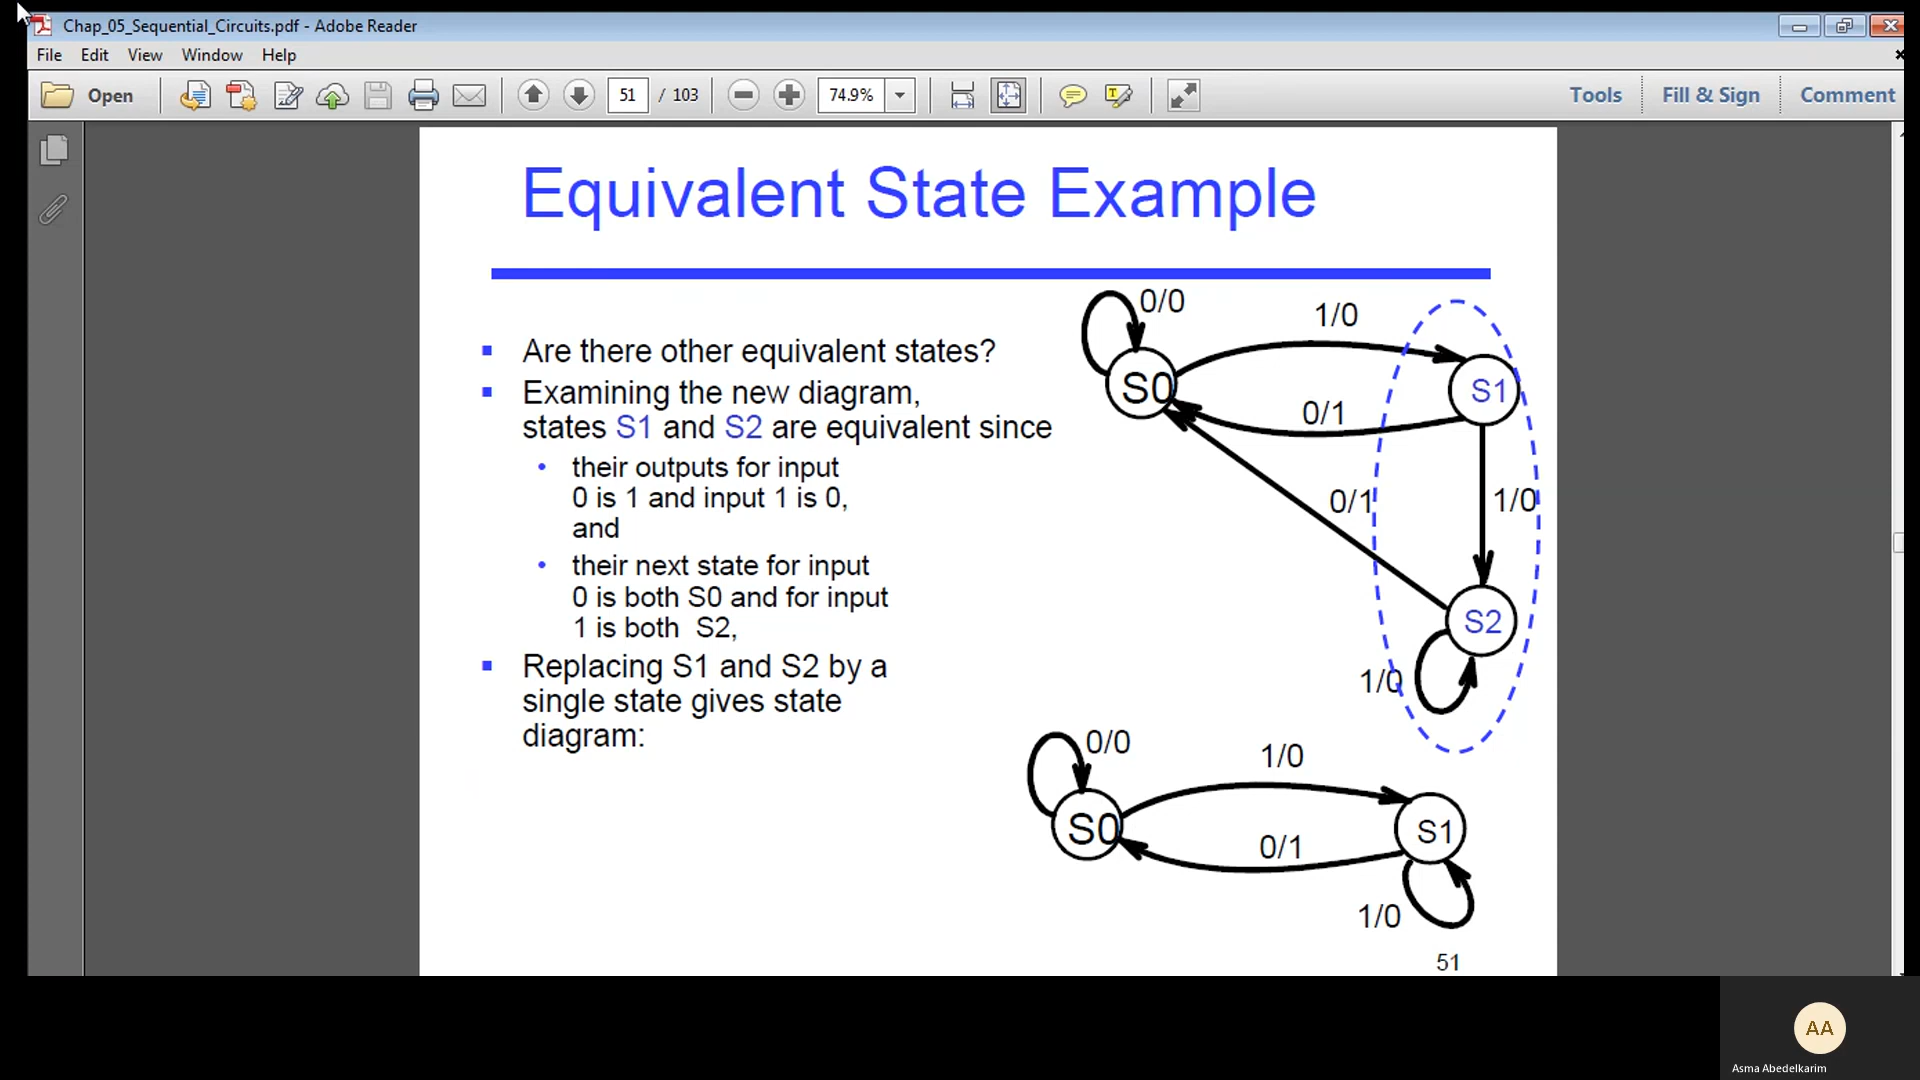 Chap_05_Sequential_Circuits.pdf - Adobe Reader
File Edit View Window Help
Open 51 / 103 74.9% Tools Fill & Sign Comment
Equivalent State Example
Are there other equivalent states?
Examining the new diagram,
states S1 and S2 are equivalent since
their outputs for input
0 is 1 and input 1 is 0,
and
their next state for input
0 is both S0 and for input
1 is both S2,
Replacing S1 and S2 by a
single state gives state
diagram:
0/0
1/0
S0
S1
0/1
0/1
1/0
S2
1/0
0/0
1/0
S0
S1
0/1
1/0
51
AA
Asma Abedelkarim